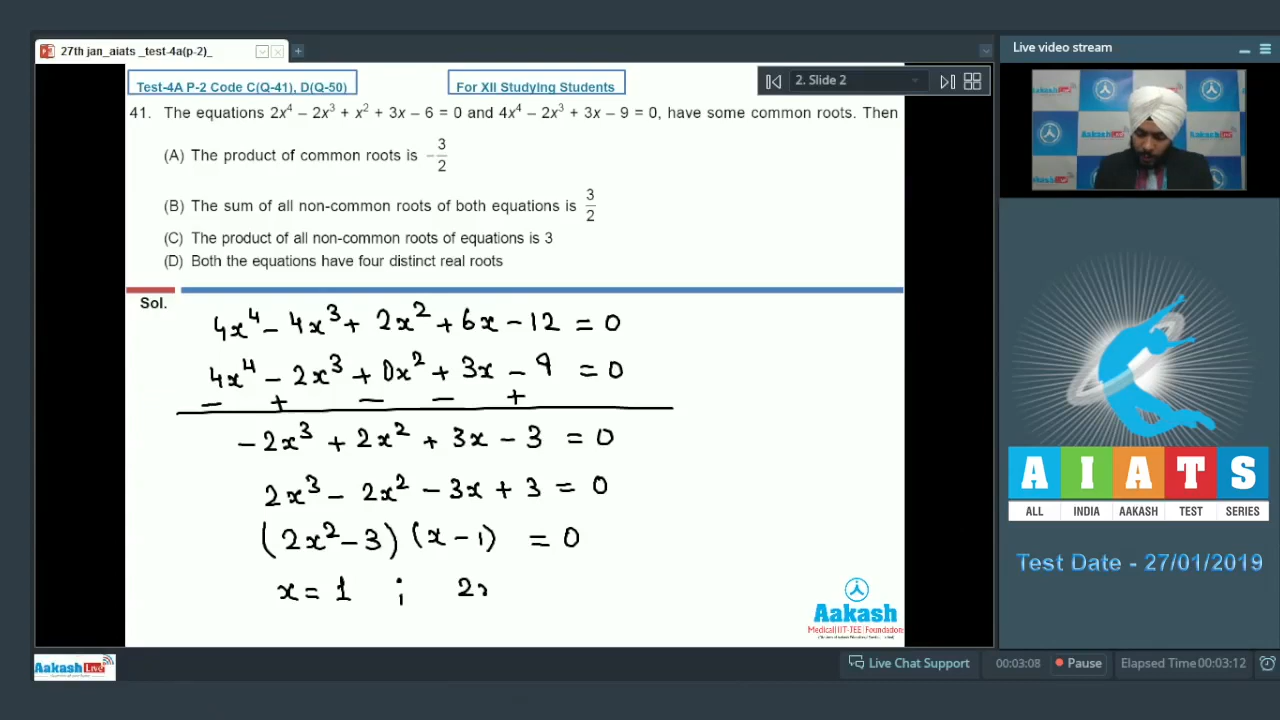 27th jan_aiats _test-4a(p-2)_
Live video stream
Test-4A P-2 Code C(Q-41), D(Q-50)
For XII Studying Students
2. Slide 2
41. The equations 2x⁴ – 2x³ + x² + 3x – 6 = 0 and 4x⁴ – 2x³ + 3x – 9 = 0, have some common roots. Then
(A) The product of common roots is –3/2
(B) The sum of all non-common roots of both equations is 3/2
(C) The product of all non-common roots of equations is 3
(D) Both the equations have four distinct real roots
Sol.
4x⁴ – 4x³ + 2x² + 6x – 12 = 0
4x⁴ – 2x³ + 0x² + 3x – 9 = 0
– + – – +
–2x³ + 2x² + 3x – 3 = 0
2x³ – 2x² – 3x + 3 = 0
(2x² – 3) (x – 1) = 0
x = 1 ; 2
AIATS
ALL INDIA AAKASH TEST SERIES
Test Date - 27/01/2019
Aakash
Medical|IIT-JEE|Foundations
Aakash Live
Live Chat Support
00:03:08
Pause
Elapsed Time 00:03:12